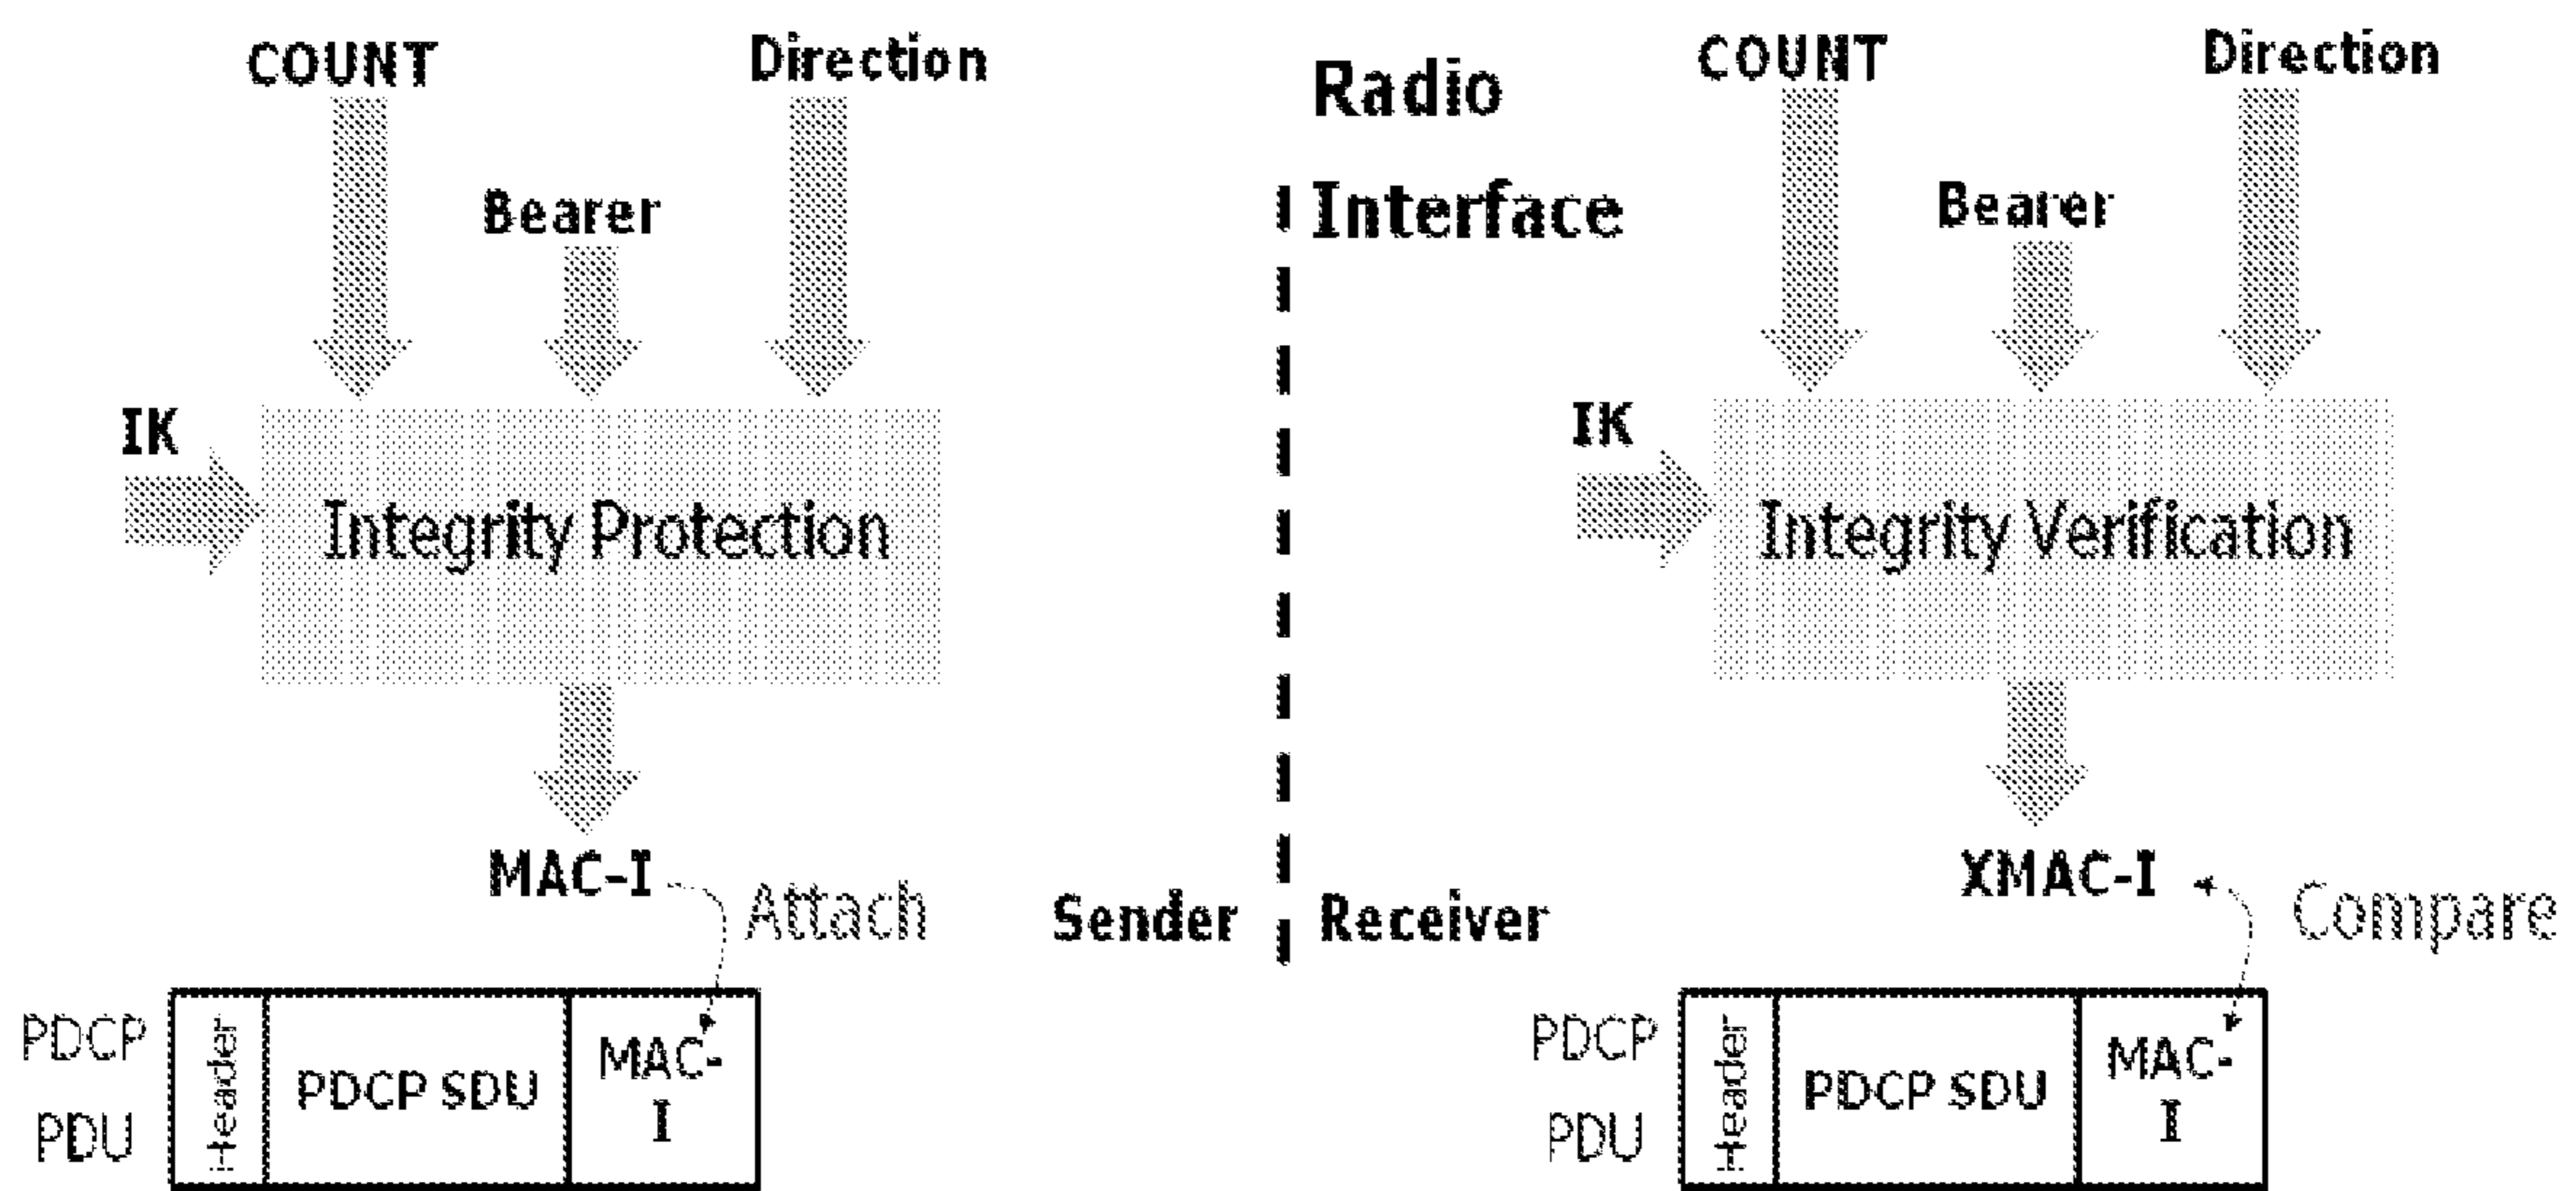 COUNT
Direction
Bearer
IK
Integrity Protection
MAC-I
Attach
Sender
PDCP
PDU
Header
PDCP SDU
MAC-
I
Radio
Interface
COUNT
Direction
Bearer
IK
Integrity Verification
XMAC-I
Compare
Receiver
PDCP
PDU
Header
PDCP SDU
MAC-
I